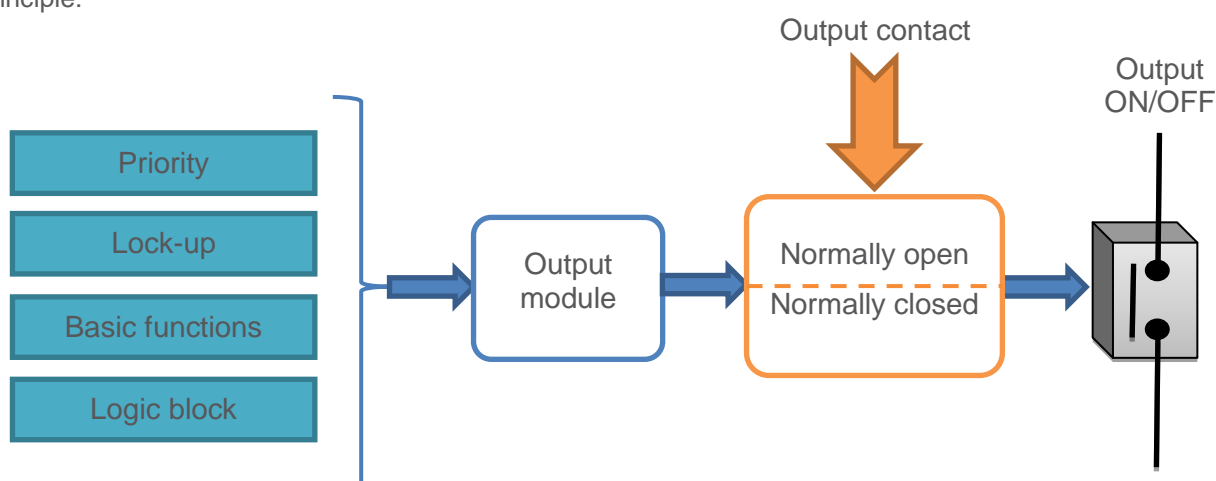 Output contact
Output
ON/OFF
Priority
Lock-up
Basic functions
Logic block
Output
module
Normally open
Normally closed